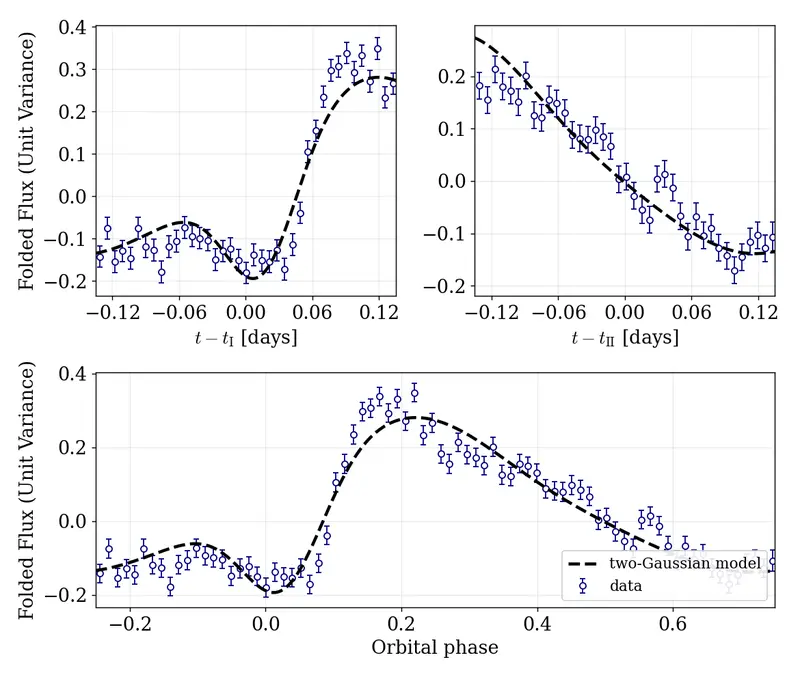 Folded Flux (Unit Variance)
0.4
0.3
0.2
0.1
0.0
−0.1
−0.2
−0.12 −0.06 0.00 0.06 0.12
t − tI [days]
0.2
0.1
0.0
−0.1
−0.2
−0.12 −0.06 0.00 0.06 0.12
t − tII [days]
Folded Flux (Unit Variance)
0.4
0.2
0.0
−0.2
−0.2 0.0 0.2 0.4 0.6
Orbital phase
two-Gaussian model
data